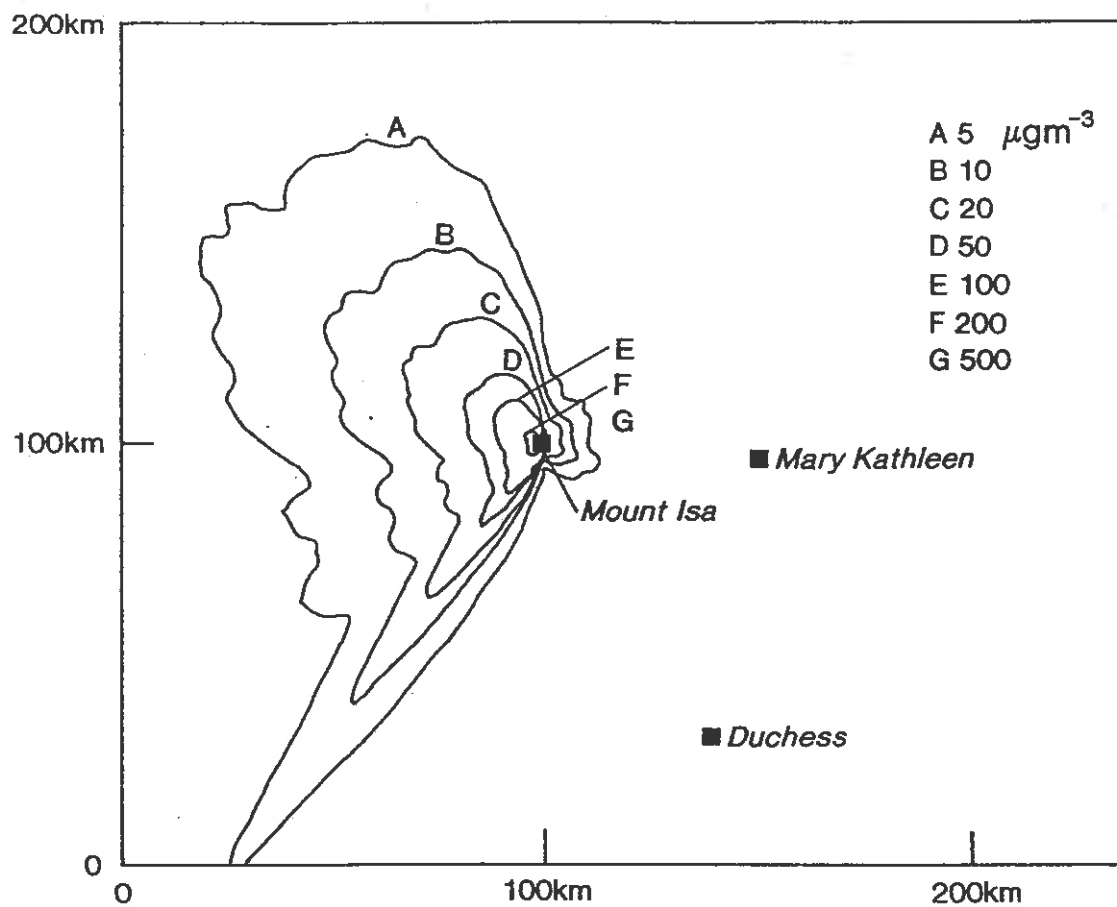 200km
A
A 5 μgm⁻³
B 10
C 20
D 50
E 100
F 200
G 500
B
C
D
E
F
G
100km
Mary Kathleen
Mount Isa
Duchess
0
0
100km
200km